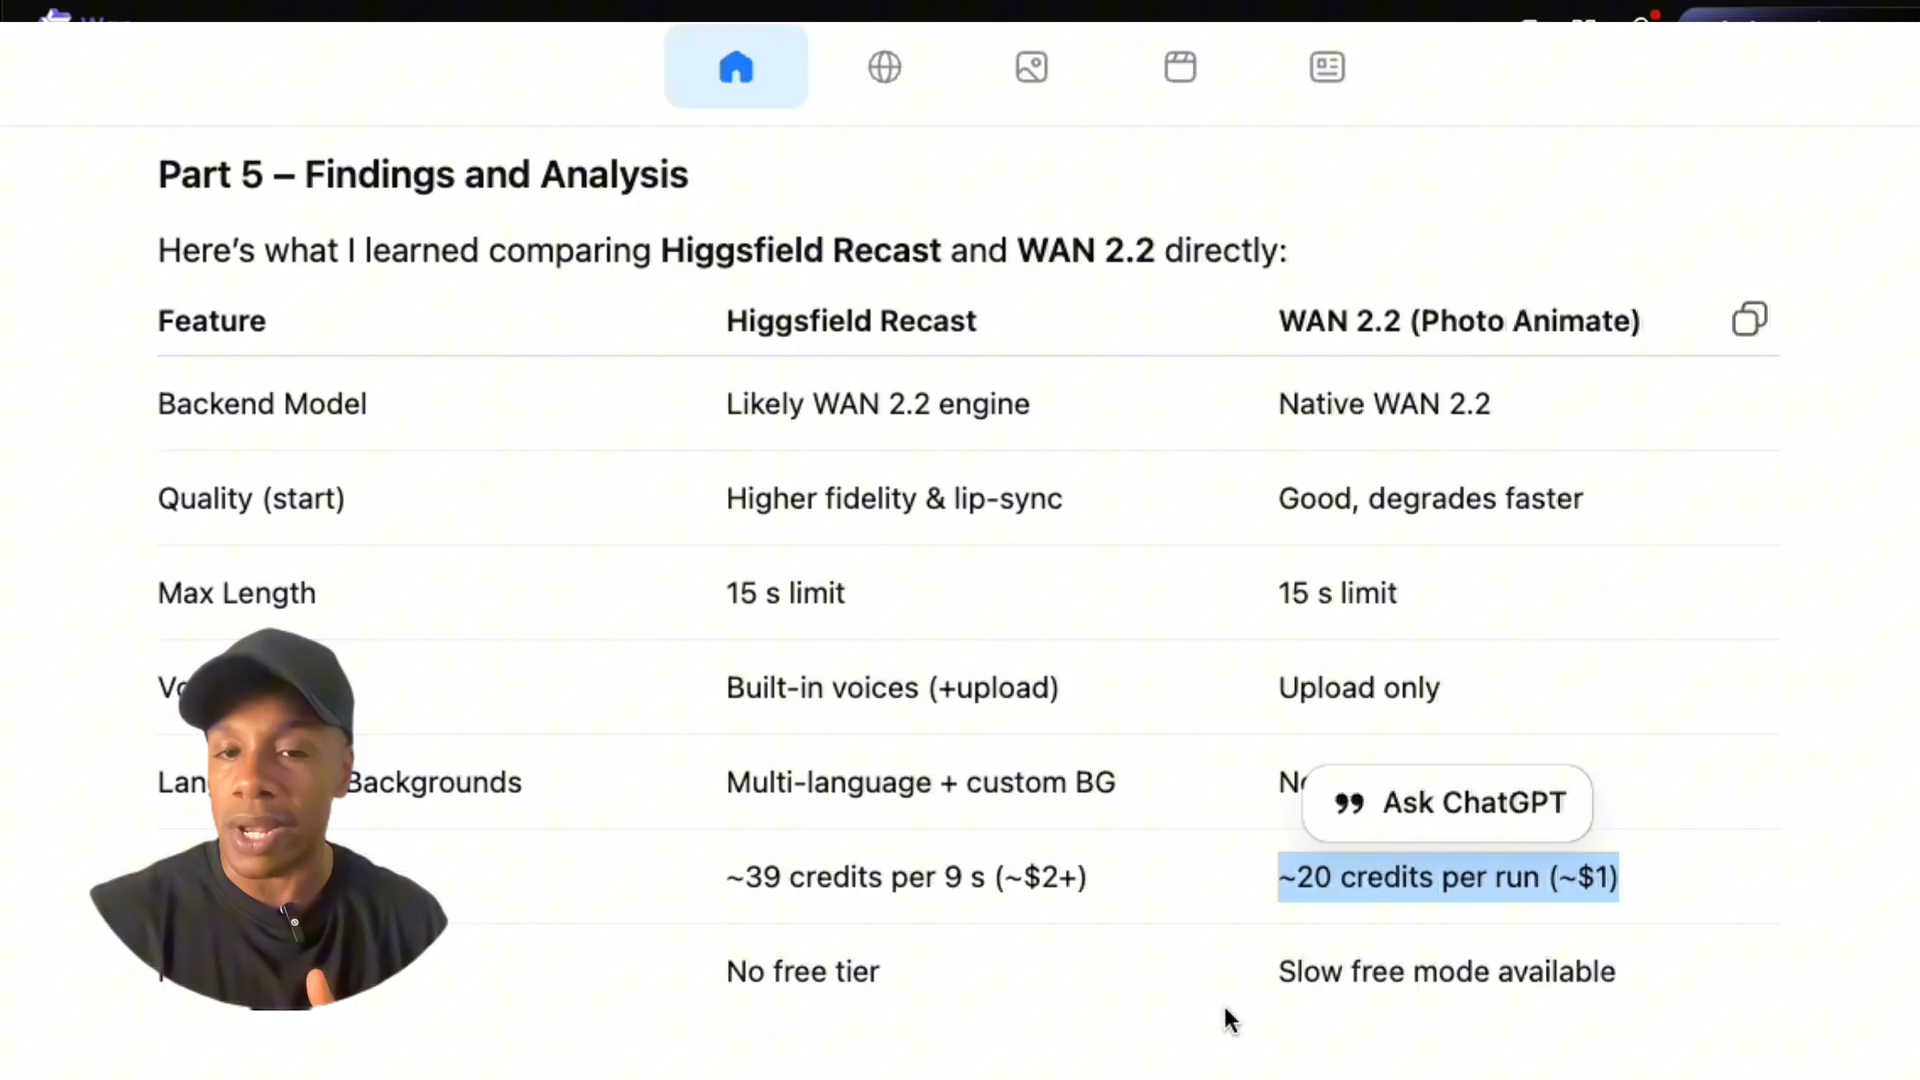 Part 5 – Findings and Analysis
Here's what I learned comparing Higgsfield Recast and WAN 2.2 directly:
Feature Higgsfield Recast WAN 2.2 (Photo Animate)
Backend Model Likely WAN 2.2 engine Native WAN 2.2
Quality (start) Higher fidelity & lip-sync Good, degrades faster
Max Length 15 s limit 15 s limit
Built-in voices (+upload) Upload only
Backgrounds Multi-language + custom BG
Ask ChatGPT
~39 credits per 9 s (~$2+) ~20 credits per run (~$1)
No free tier Slow free mode available